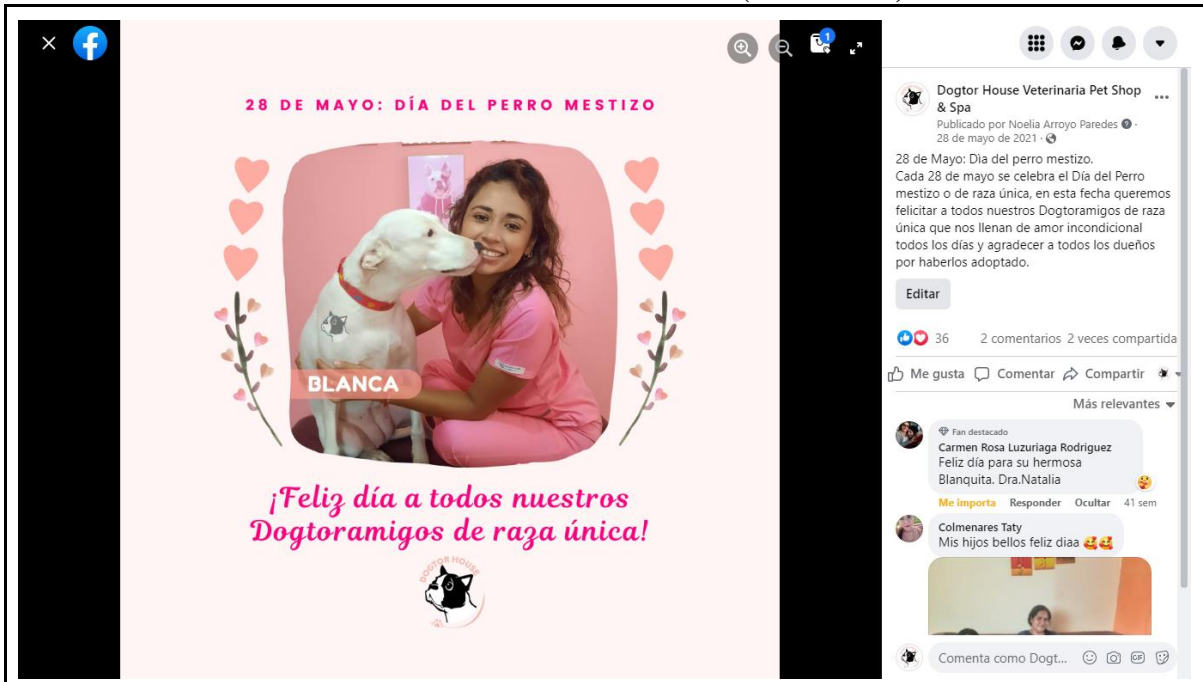 28 DE MAYO: DÍA DEL PERRO MESTIZO
BLANCA
¡Feliz día a todos nuestros
Dogtoramigos de raza única!
DOGTOR HOUSE
1
Dogtor House Veterinaria Pet Shop
& Spa
Publicado por Noelia Arroyo Paredes ·
28 de mayo de 2021 ·
28 de Mayo: Dia del perro mestizo.
Cada 28 de mayo se celebra el Día del Perro
mestizo o de raza única, en esta fecha queremos
felicitar a todos nuestros Dogtoramigos de raza
única que nos llenan de amor incondicional
todos los días y agradecer a todos los dueños
por haberlos adoptado.
Editar
36 2 comentarios 2 veces compartida
Me gusta Comentar Compartir
Más relevantes
Fan destacado
Carmen Rosa Luzuriaga Rodriguez
Feliz día para su hermosa
Blanquita. Dra.Natalia
Me importa Responder Ocultar 41 sem
Colmenares Taty
Mis hijos bellos feliz diaa 🥰🥰
Comenta como Dogt... GIF